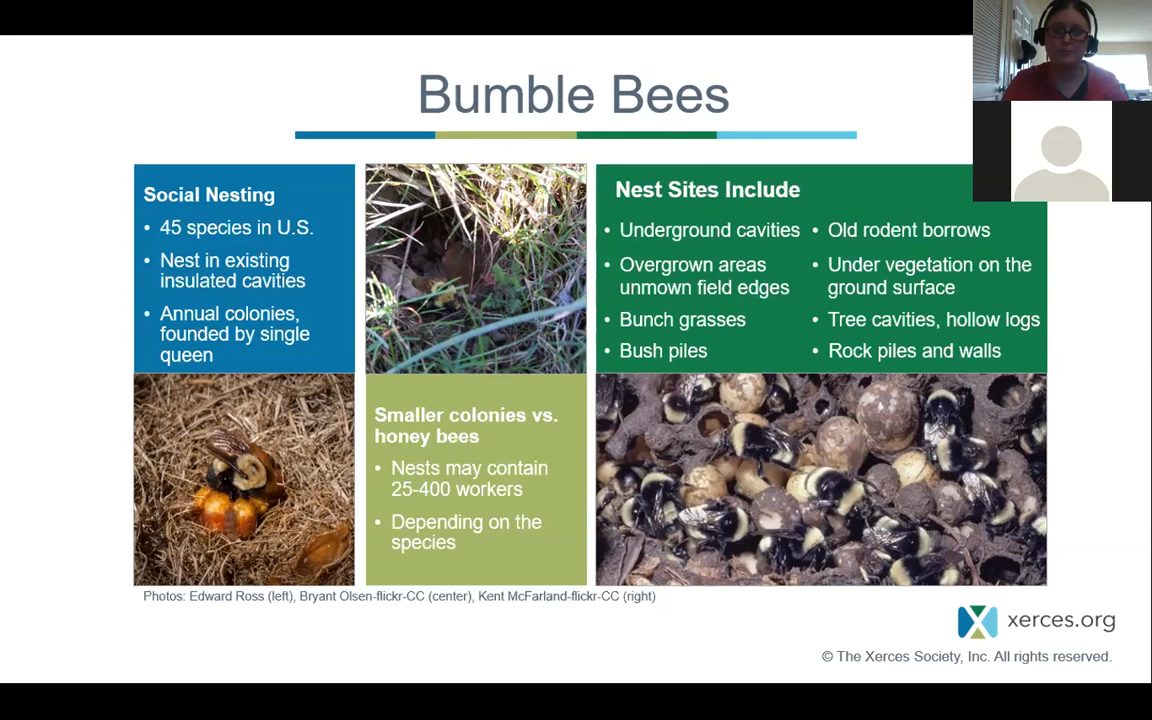 Bumble Bees
Social Nesting
• 45 species in U.S.
• Nest in existing
insulated cavities
• Annual colonies,
founded by single
queen
Nest Sites Include
• Underground cavities
• Overgrown areas
unmown field edges
• Bunch grasses
• Bush piles
• Old rodent borrows
• Under vegetation on the
ground surface
• Tree cavities, hollow logs
• Rock piles and walls
Smaller colonies vs.
honey bees
• Nests may contain
25-400 workers
• Depending on the
species
Photos: Edward Ross (left), Bryant Olsen-flickr-CC (center), Kent McFarland-flickr-CC (right)
xerces.org
© The Xerces Society, Inc. All rights reserved.